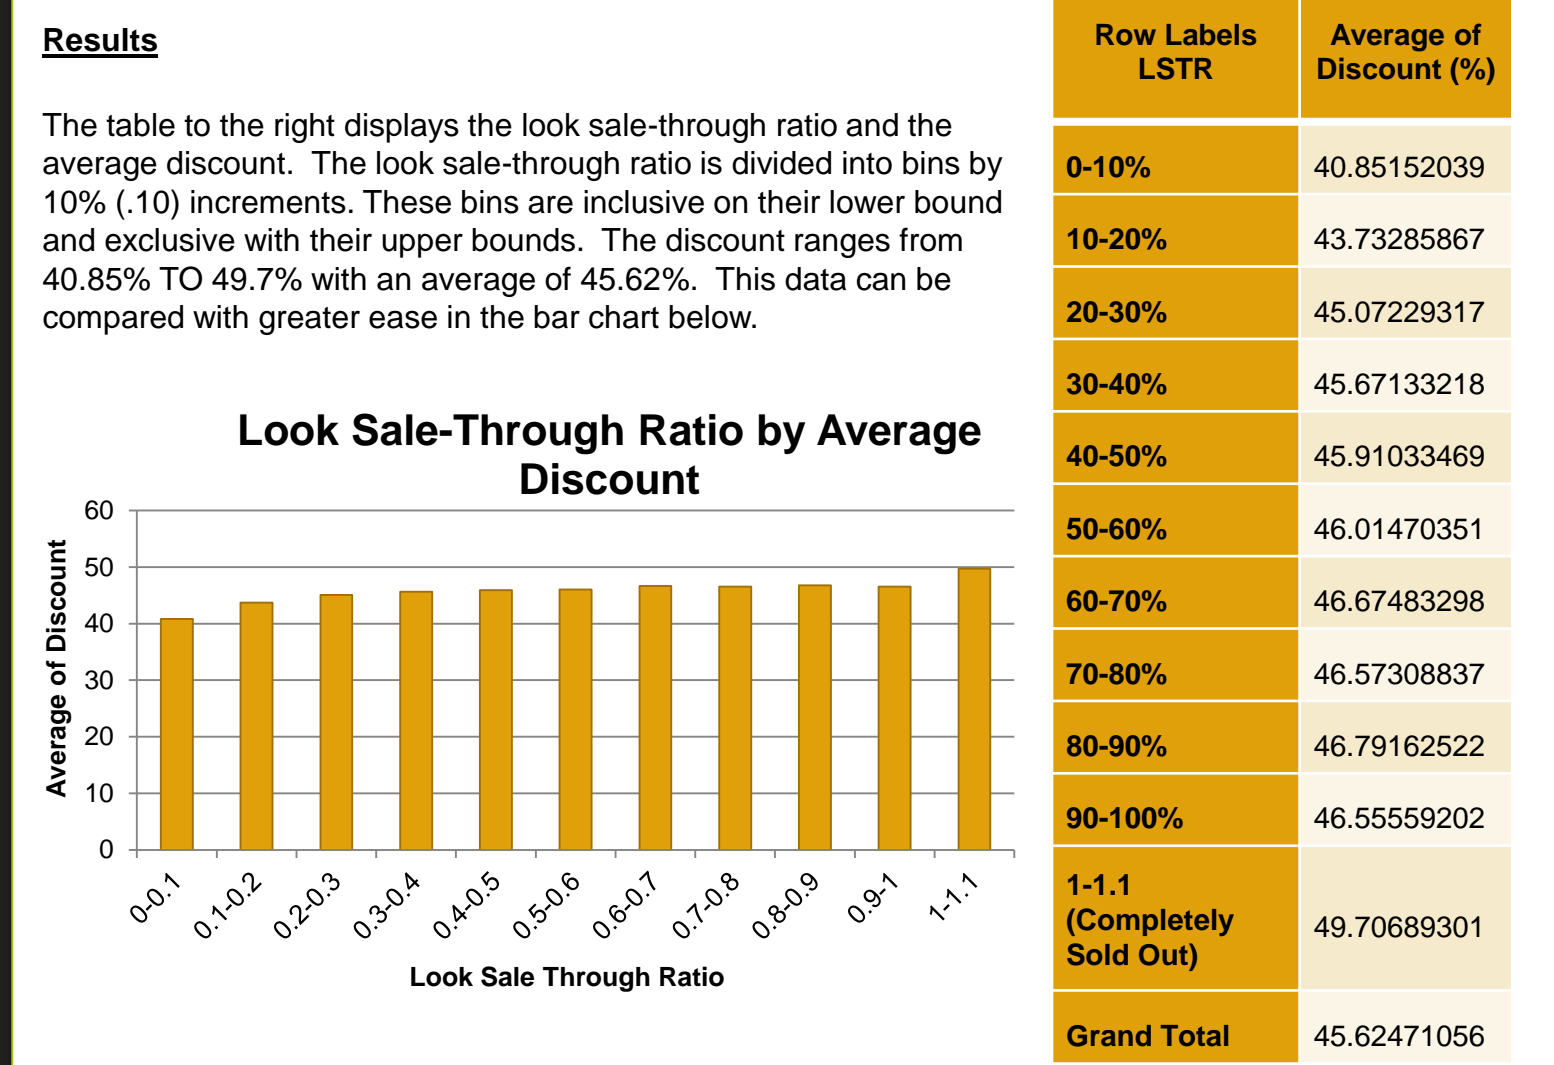 Results
The table to the right displays the look sale-through ratio and the
average discount.  The look sale-through ratio is divided into bins by
10% (.10) increments. These bins are inclusive on their lower bound
and exclusive with their upper bounds.  The discount ranges from
40.85% TO 49.7% with an average of 45.62%.  This data can be
compared with greater ease in the bar chart below.
Look Sale-Through Ratio by Average
Discount
Average of Discount
60
50
40
30
20
10
0
0-0.1
0.1-0.2
0.2-0.3
0.3-0.4
0.4-0.5
0.5-0.6
0.6-0.7
0.7-0.8
0.8-0.9
0.9-1
1-1.1
Look Sale Through Ratio
Row Labels
LSTR
Average of
Discount (%)
0-10% 40.85152039
10-20% 43.73285867
20-30% 45.07229317
30-40% 45.67133218
40-50% 45.91033469
50-60% 46.01470351
60-70% 46.67483298
70-80% 46.57308837
80-90% 46.79162522
90-100% 46.55559202
1-1.1
(Completely
Sold Out)
49.70689301
Grand Total 45.62471056